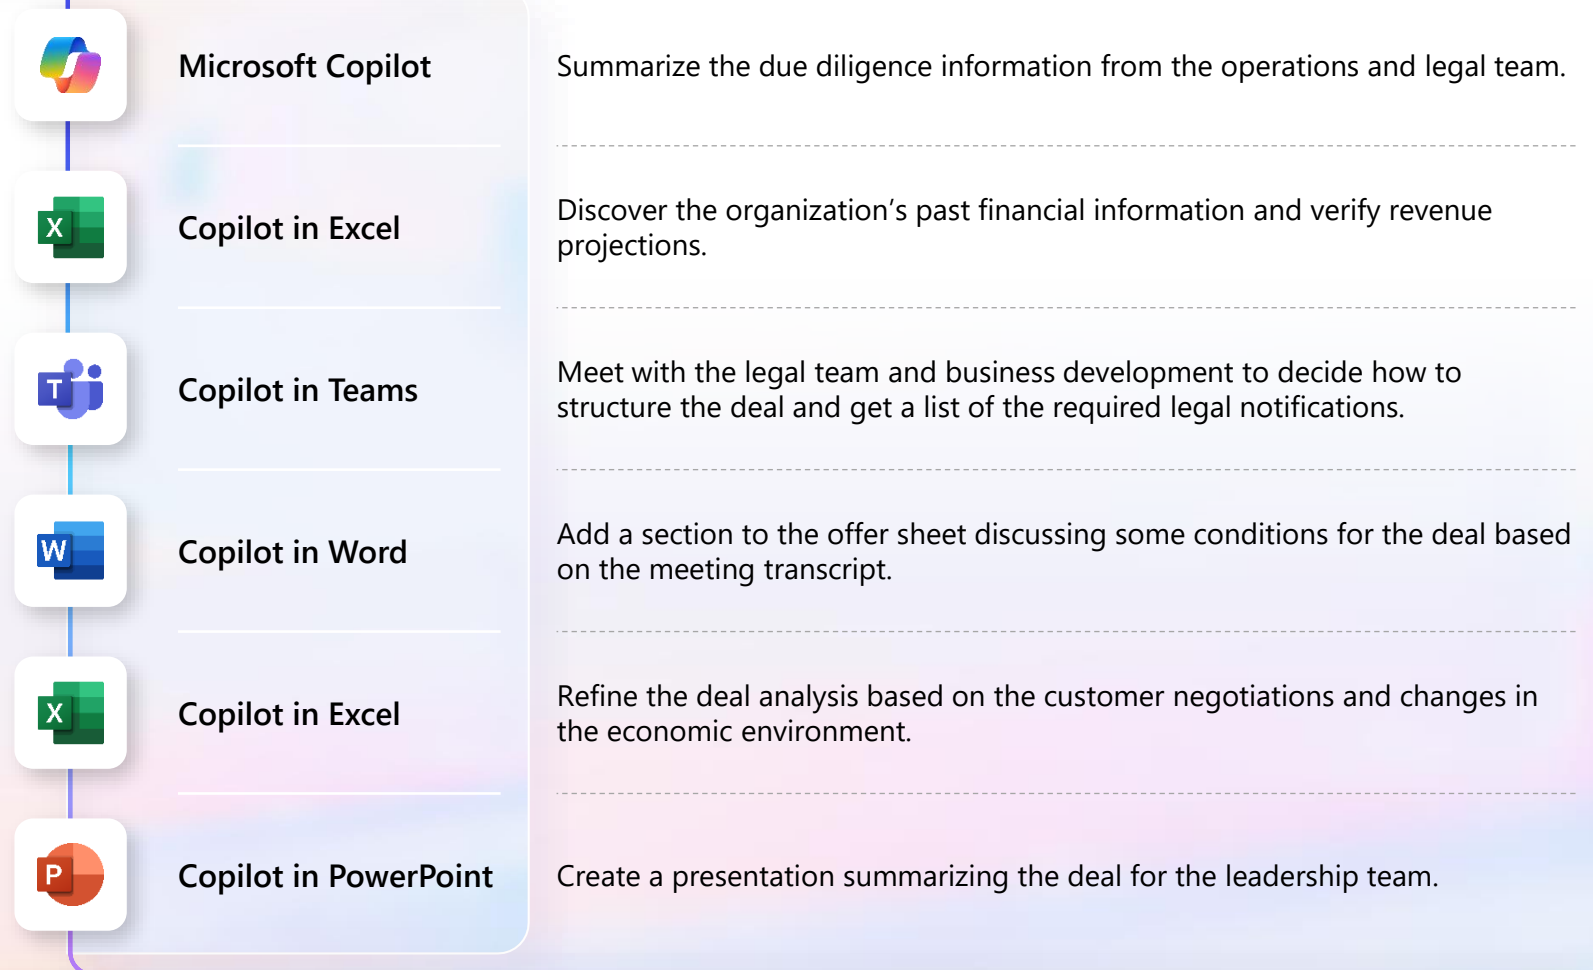 Microsoft Copilot
Summarize the due diligence information from the operations and legal team.
X
Copilot in Excel
Discover the organization’s past financial information and verify revenue
projections.
T
Copilot in Teams
Meet with the legal team and business development to decide how to
structure the deal and get a list of the required legal notifications.
W
Copilot in Word
Add a section to the offer sheet discussing some conditions for the deal based
on the meeting transcript.
X
Copilot in Excel
Refine the deal analysis based on the customer negotiations and changes in
the economic environment.
P
Copilot in PowerPoint
Create a presentation summarizing the deal for the leadership team.